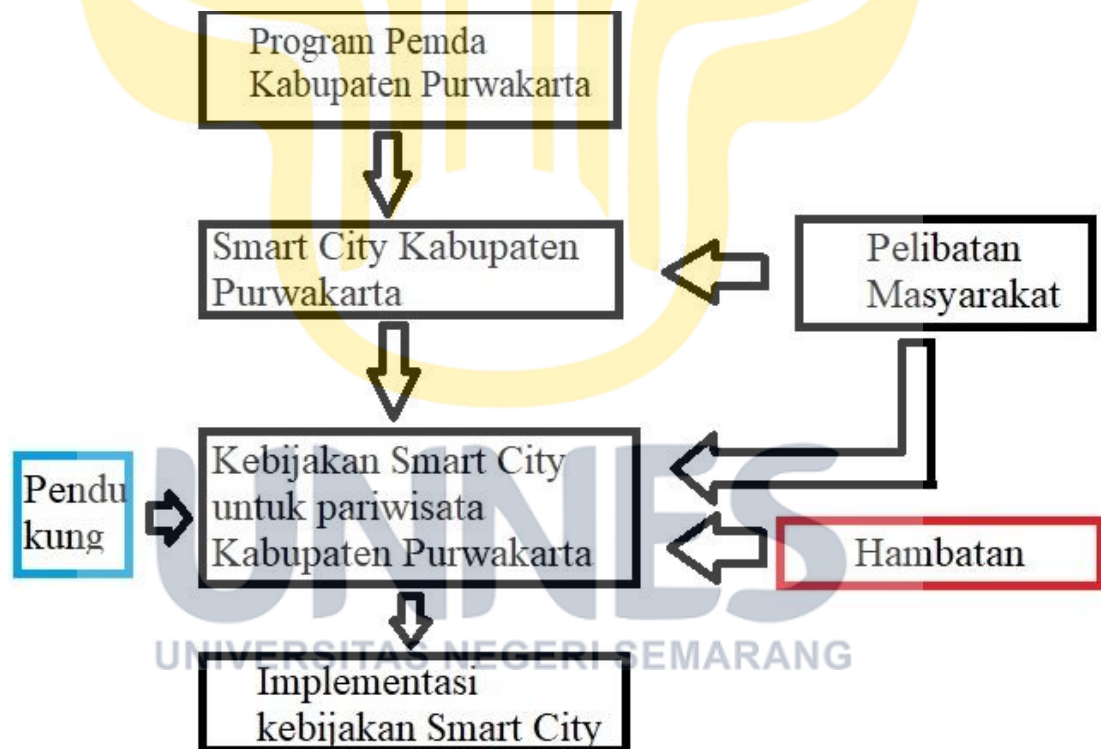 Program Pemda
Kabupaten Purwakarta
Smart City Kabupaten
Purwakarta
Pelibatan
Masyarakat
Kebijakan Smart City
untuk pariwisata
Kabupaten Purwakarta
Pendu
kung
Hambatan
Implementasi
kebijakan Smart City
UNNES
UNIVERSITAS NEGERI SEMARANG